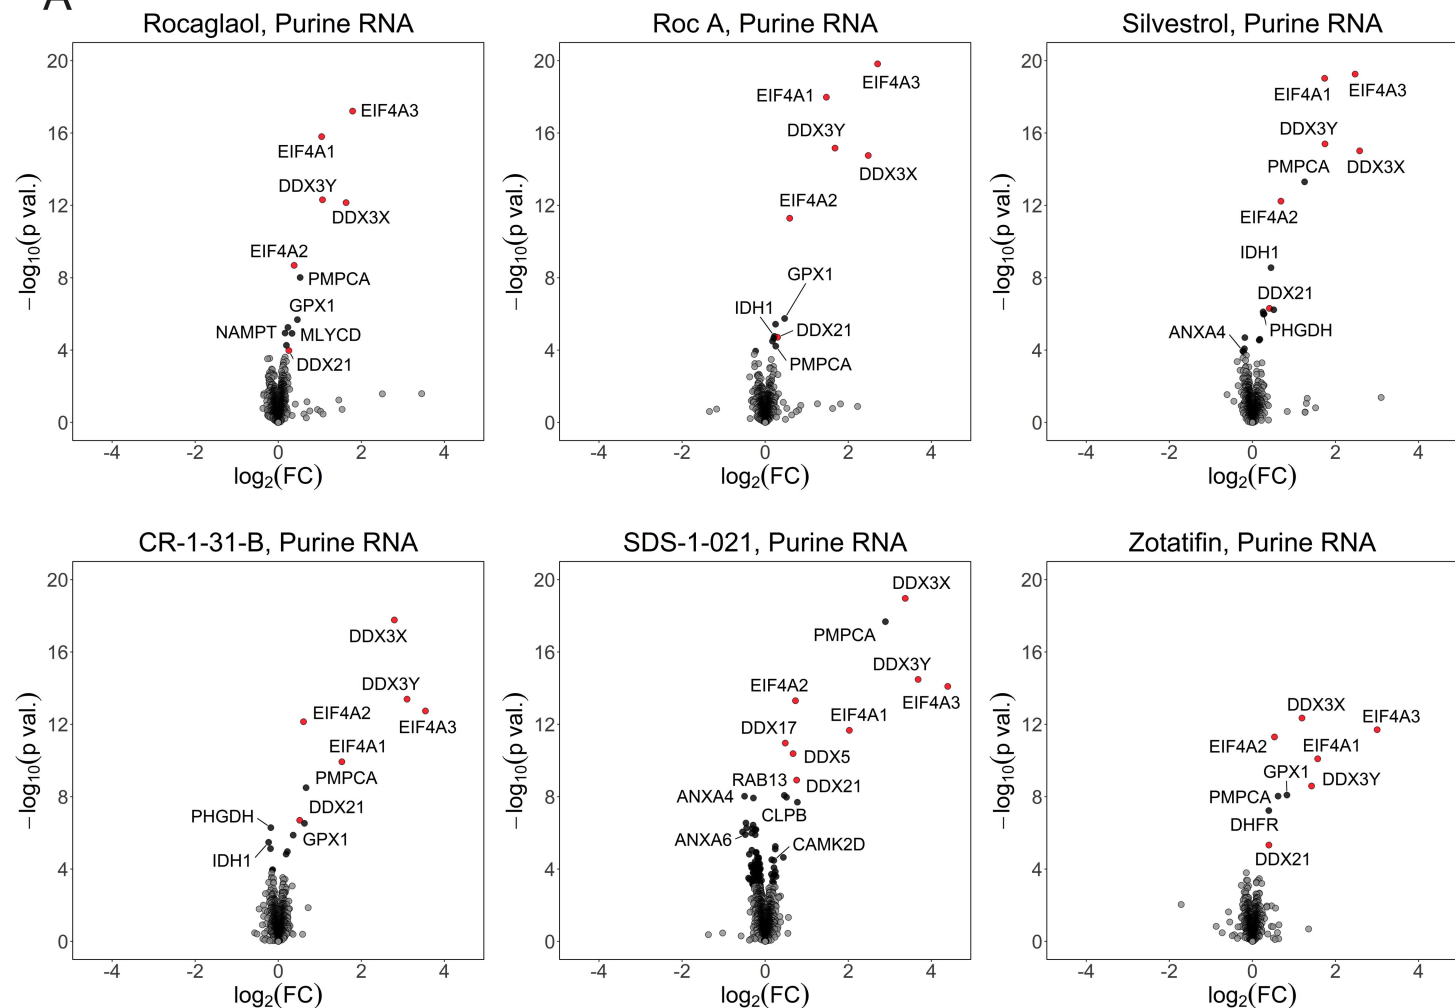 A
Rocaglaol, Purine RNA
20
16
12
8
4
0
−log10(p val.)
EIF4A3
EIF4A1
DDX3Y
DDX3X
EIF4A2
PMPCA
GPX1
NAMPT
MLYCD
DDX21
-4 -2 0 2 4
log2(FC)
Roc A, Purine RNA
20
16
12
8
4
0
−log10(p val.)
EIF4A3
EIF4A1
DDX3Y
DDX3X
EIF4A2
GPX1
IDH1
DDX21
PMPCA
-4 -2 0 2 4
log2(FC)
Silvestrol, Purine RNA
20
16
12
8
4
0
−log10(p val.)
EIF4A1
EIF4A3
DDX3Y
PMPCA
DDX3X
EIF4A2
IDH1
DDX21
ANXA4
PHGDH
-4 -2 0 2 4
log2(FC)
CR-1-31-B, Purine RNA
20
16
12
8
4
0
−log10(p val.)
DDX3X
DDX3Y
EIF4A2
EIF4A3
EIF4A1
PMPCA
DDX21
PHGDH
GPX1
IDH1
-4 -2 0 2 4
log2(FC)
SDS-1-021, Purine RNA
20
16
12
8
4
0
−log10(p val.)
DDX3X
PMPCA
DDX3Y
EIF4A2
EIF4A3
EIF4A1
DDX17
DDX5
RAB13
DDX21
ANXA4
CLPB
ANXA6
CAMK2D
-4 -2 0 2 4
log2(FC)
Zotatifin, Purine RNA
20
16
12
8
4
0
−log10(p val.)
DDX3X
EIF4A3
EIF4A2
EIF4A1
GPX1
DDX3Y
PMPCA
DHFR
DDX21
-4 -2 0 2 4
log2(FC)